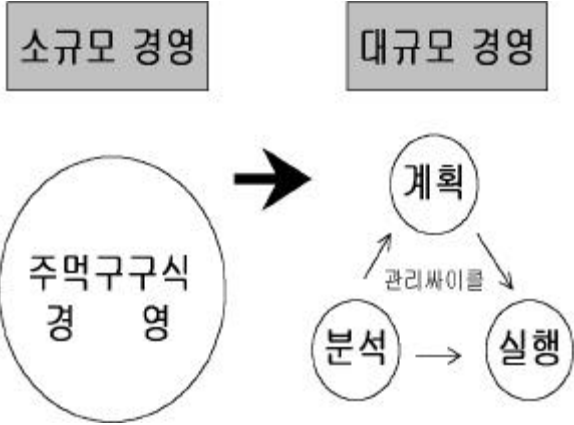 소규모 경영
대규모 경영
주먹구구식
경 영
계획
관리싸이클
분석
실행